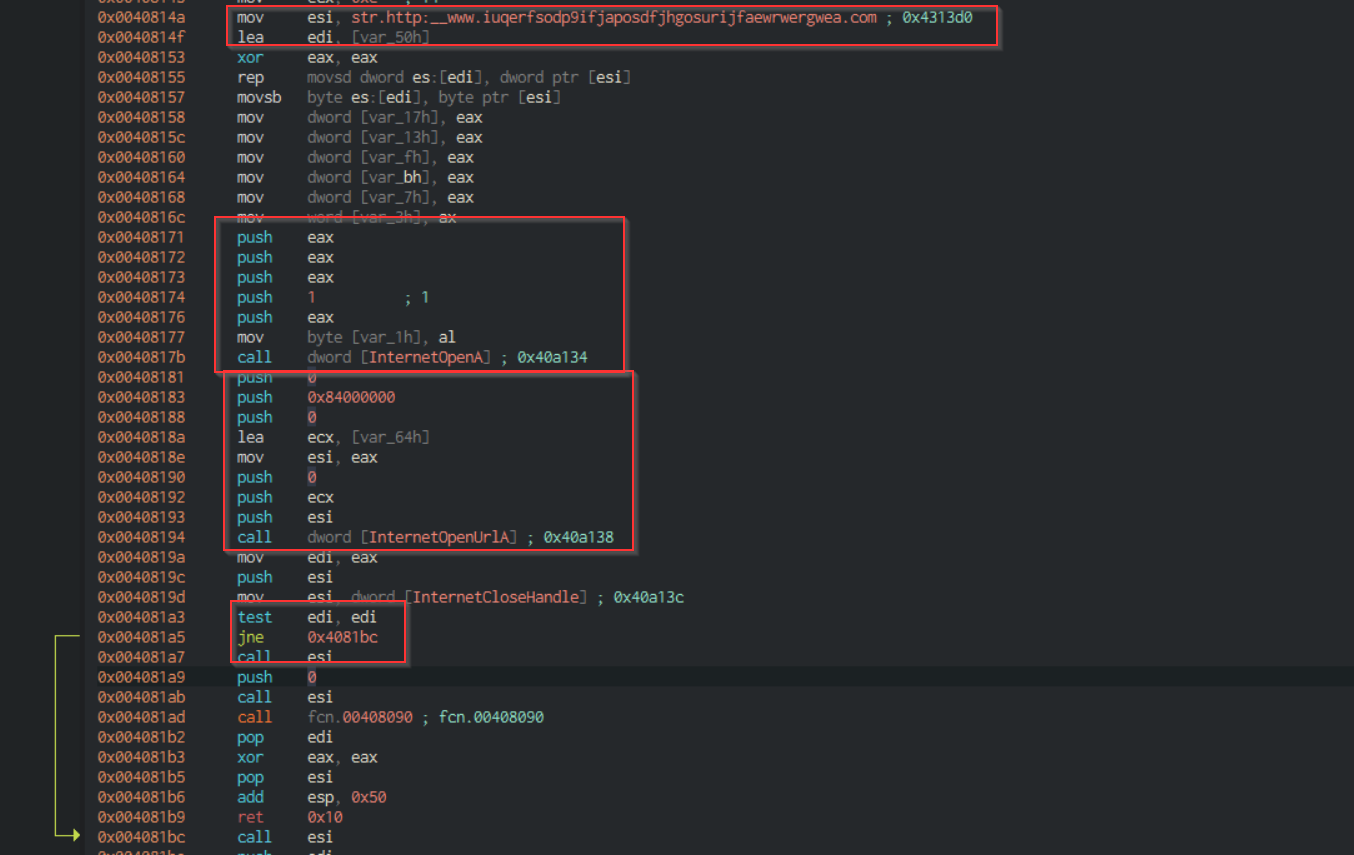 0x0040814a mov esi, str.http:__www.iuqerfsodp9ifjaposdfjhgosurijfaewrwergwea.com ; 0x4313d0
0x0040814f lea edi, [var_50h]
0x00408153 xor eax, eax
0x00408155 rep movsd dword es:[edi], dword ptr [esi]
0x00408157 movsb byte es:[edi], byte ptr [esi]
0x00408158 mov dword [var_17h], eax
0x0040815c mov dword [var_13h], eax
0x00408160 mov dword [var_fh], eax
0x00408164 mov dword [var_bh], eax
0x00408168 mov dword [var_7h], eax
0x0040816c mov word [var_3h], ax
0x00408171 push eax
0x00408172 push eax
0x00408173 push eax
0x00408174 push 1 ; 1
0x00408176 push eax
0x00408177 mov byte [var_1h], al
0x0040817b call dword [InternetOpenA] ; 0x40a134
0x00408181 push 0
0x00408183 push 0x84000000
0x00408188 push 0
0x0040818a lea ecx, [var_64h]
0x0040818e mov esi, eax
0x00408190 push 0
0x00408192 push ecx
0x00408193 push esi
0x00408194 call dword [InternetOpenUrlA] ; 0x40a138
0x0040819a mov edi, eax
0x0040819c push esi
0x0040819d mov esi, dword [InternetCloseHandle] ; 0x40a13c
0x004081a3 test edi, edi
0x004081a5 jne 0x4081bc
0x004081a7 call esi
0x004081a9 push 0
0x004081ab call esi
0x004081ad call fcn.00408090 ; fcn.00408090
0x004081b2 pop edi
0x004081b3 xor eax, eax
0x004081b5 pop esi
0x004081b6 add esp, 0x50
0x004081b9 ret 0x10
0x004081bc call esi